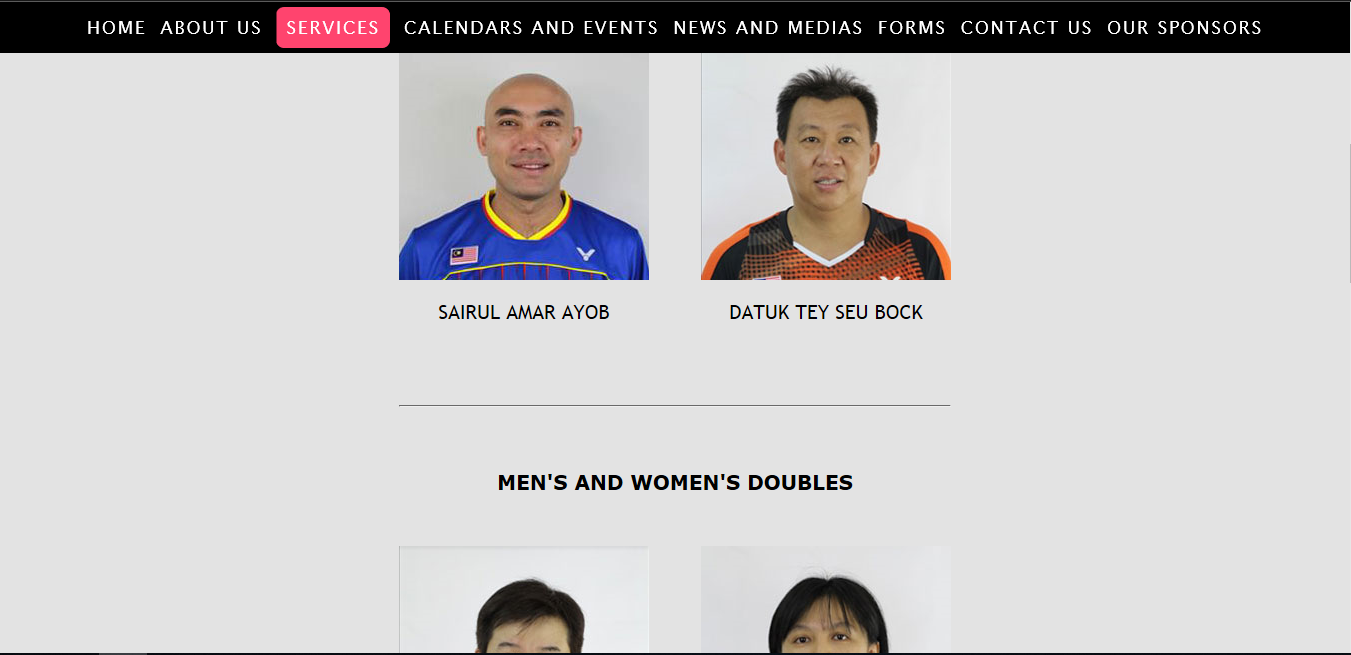 HOME ABOUT US SERVICES CALENDARS AND EVENTS NEWS AND MEDIAS FORMS CONTACT US OUR SPONSORS
SAIRUL AMAR AYOB DATUK TEY SEU BOCK
MEN'S AND WOMEN'S DOUBLES